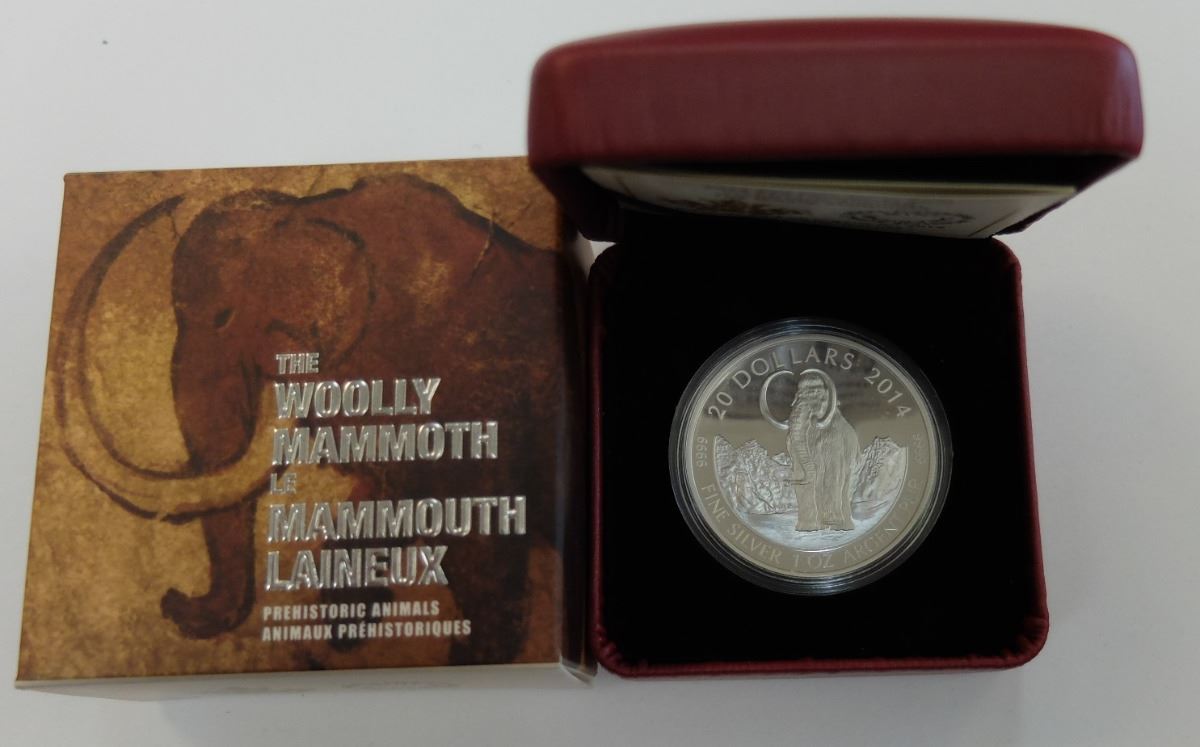 THE
WOOLLY
MAMMOTH
LE
MAMMOUTH
LAINEUX
PREHISTORIC ANIMALS
ANIMAUX PRÉHISTORIQUES
20 DOLLARS 2014
9999 FINE SILVER 1 OZ ARGENT PUR 9999